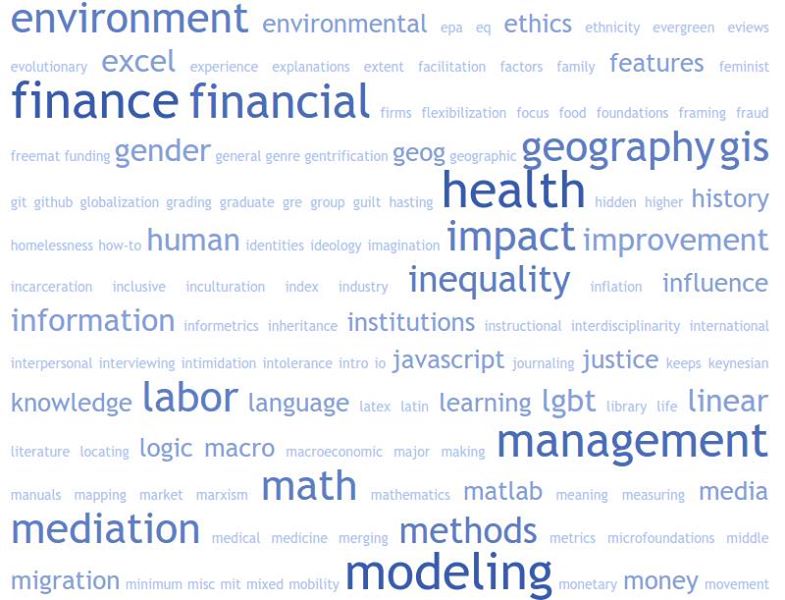 environment environmental epa eq ethics ethnicity evergreen eviews
evolutionary excel experience explanations extent facilitation factors family features feminist
finance financial firms flexibilization focus food foundations framing fraud
freemat funding gender general genre gentrification geog geographic geography gis
git github globalization grading graduate gre group guilt hasting health hidden higher history
homelessness how-to human identities ideology imagination impact improvement
incarceration inclusive inculturation index industry inequality inflation influence
information informetrics inheritance institutions instructional interdisciplinarity international
interpersonal interviewing intimidation intolerance intro io javascript journaling justice keeps keynesian
knowledge labor language latex latin learning lgbt library life linear
literature locating logic macro macroeconomic major making management
manuals mapping market marxism math mathematics matlab meaning measuring media
mediation medical medicine merging methods metrics microfoundations middle
migration minimum misc mit mixed mobility modeling monetary money movement